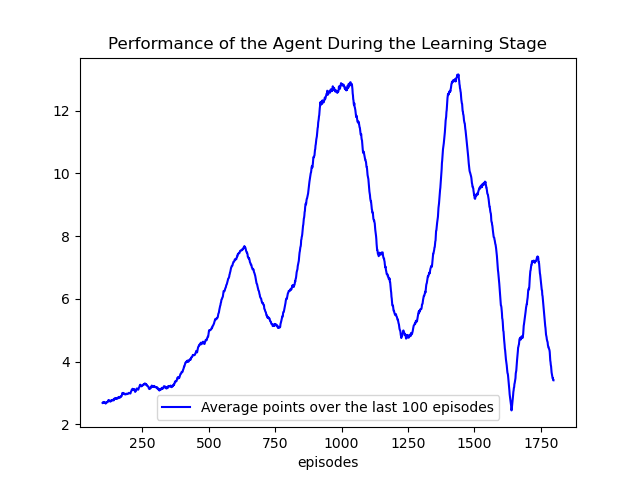 Performance of the Agent During the Learning Stage
12
10
8
6
4
2
Average points over the last 100 episodes
250 500 750 1000 1250 1500 1750
episodes